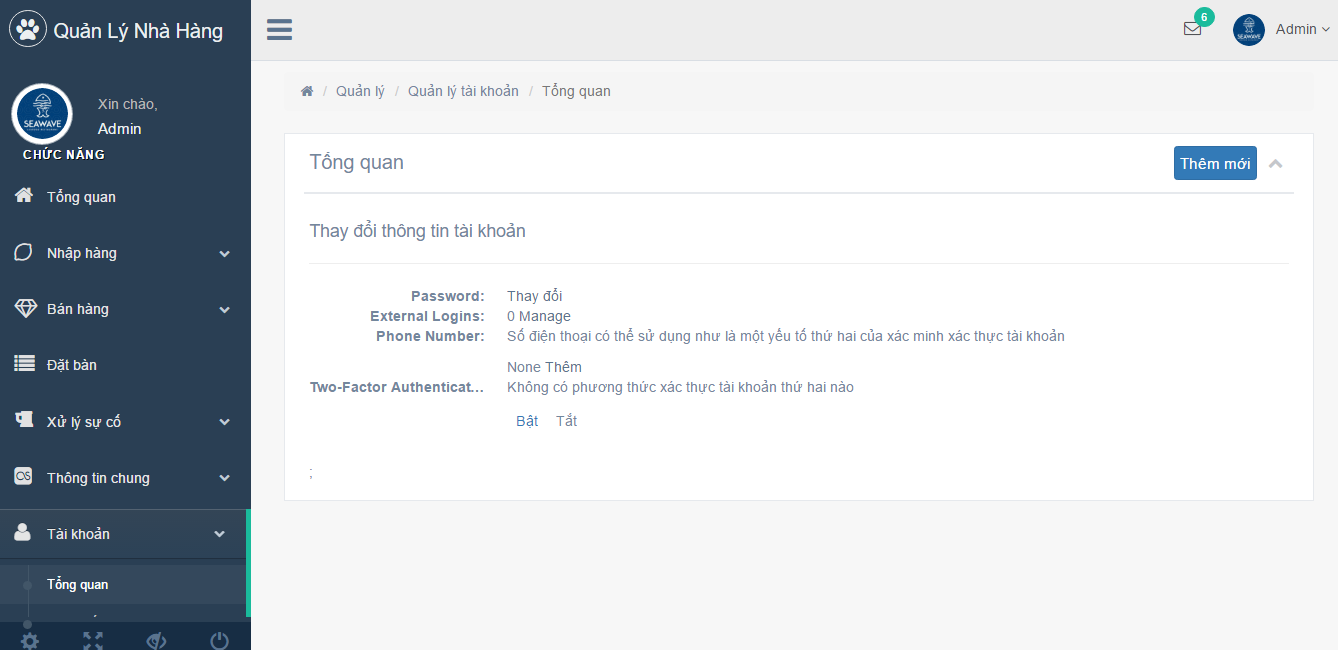 Quản Lý Nhà Hàng
6
Admin
SEAWAVE
Xin chào,
Admin
CHỨC NĂNG
Tổng quan
Nhập hàng
Bán hàng
Đặt bàn
Xử lý sự cố
Thông tin chung
Tài khoản
Tổng quan
/ Quản lý / Quản lý tài khoản / Tổng quan
Tổng quan
Thêm mới
Thay đổi thông tin tài khoản
Password: Thay đổi
External Logins: 0 Manage
Phone Number: Số điện thoại có thể sử dụng như là một yếu tố thứ hai của xác minh xác thực tài khoản
None Thêm
Two-Factor Authenticat... Không có phương thức xác thực tài khoản thứ hai nào
Bật Tắt
;